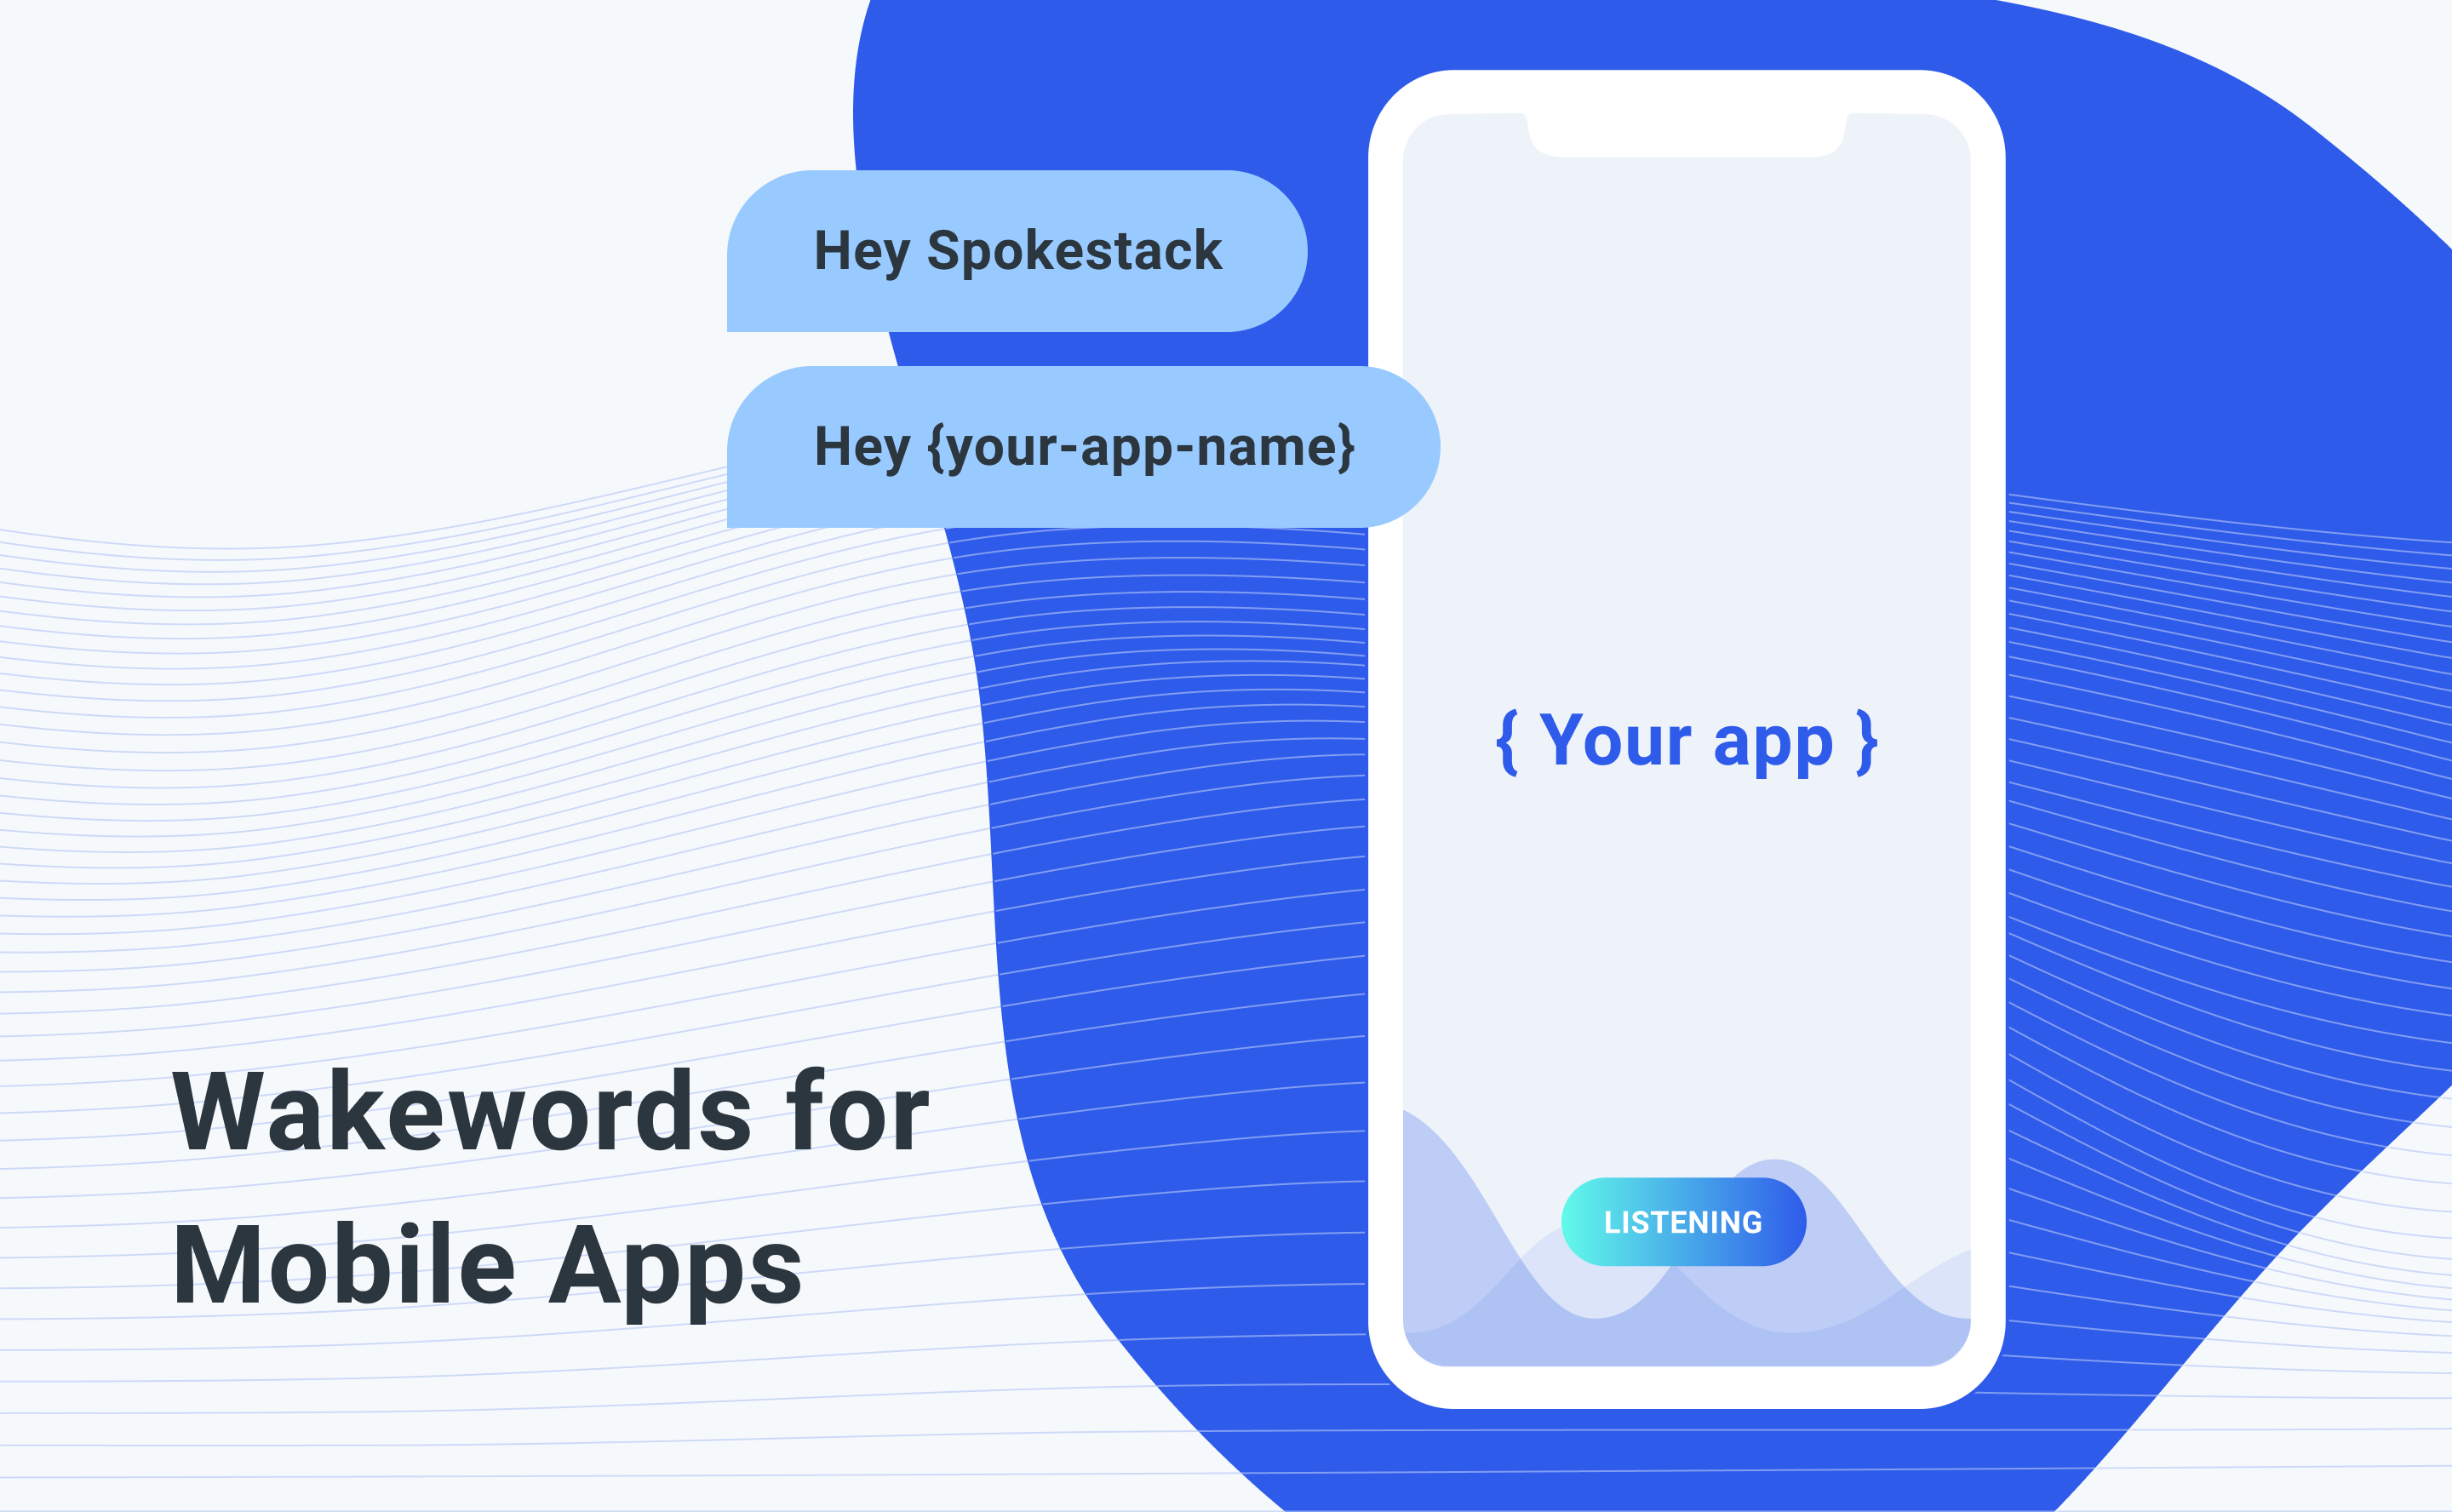 Hey Spokestack
Hey {your-app-name}
{ Your app }
Wakewords for
Mobile Apps
LISTENING